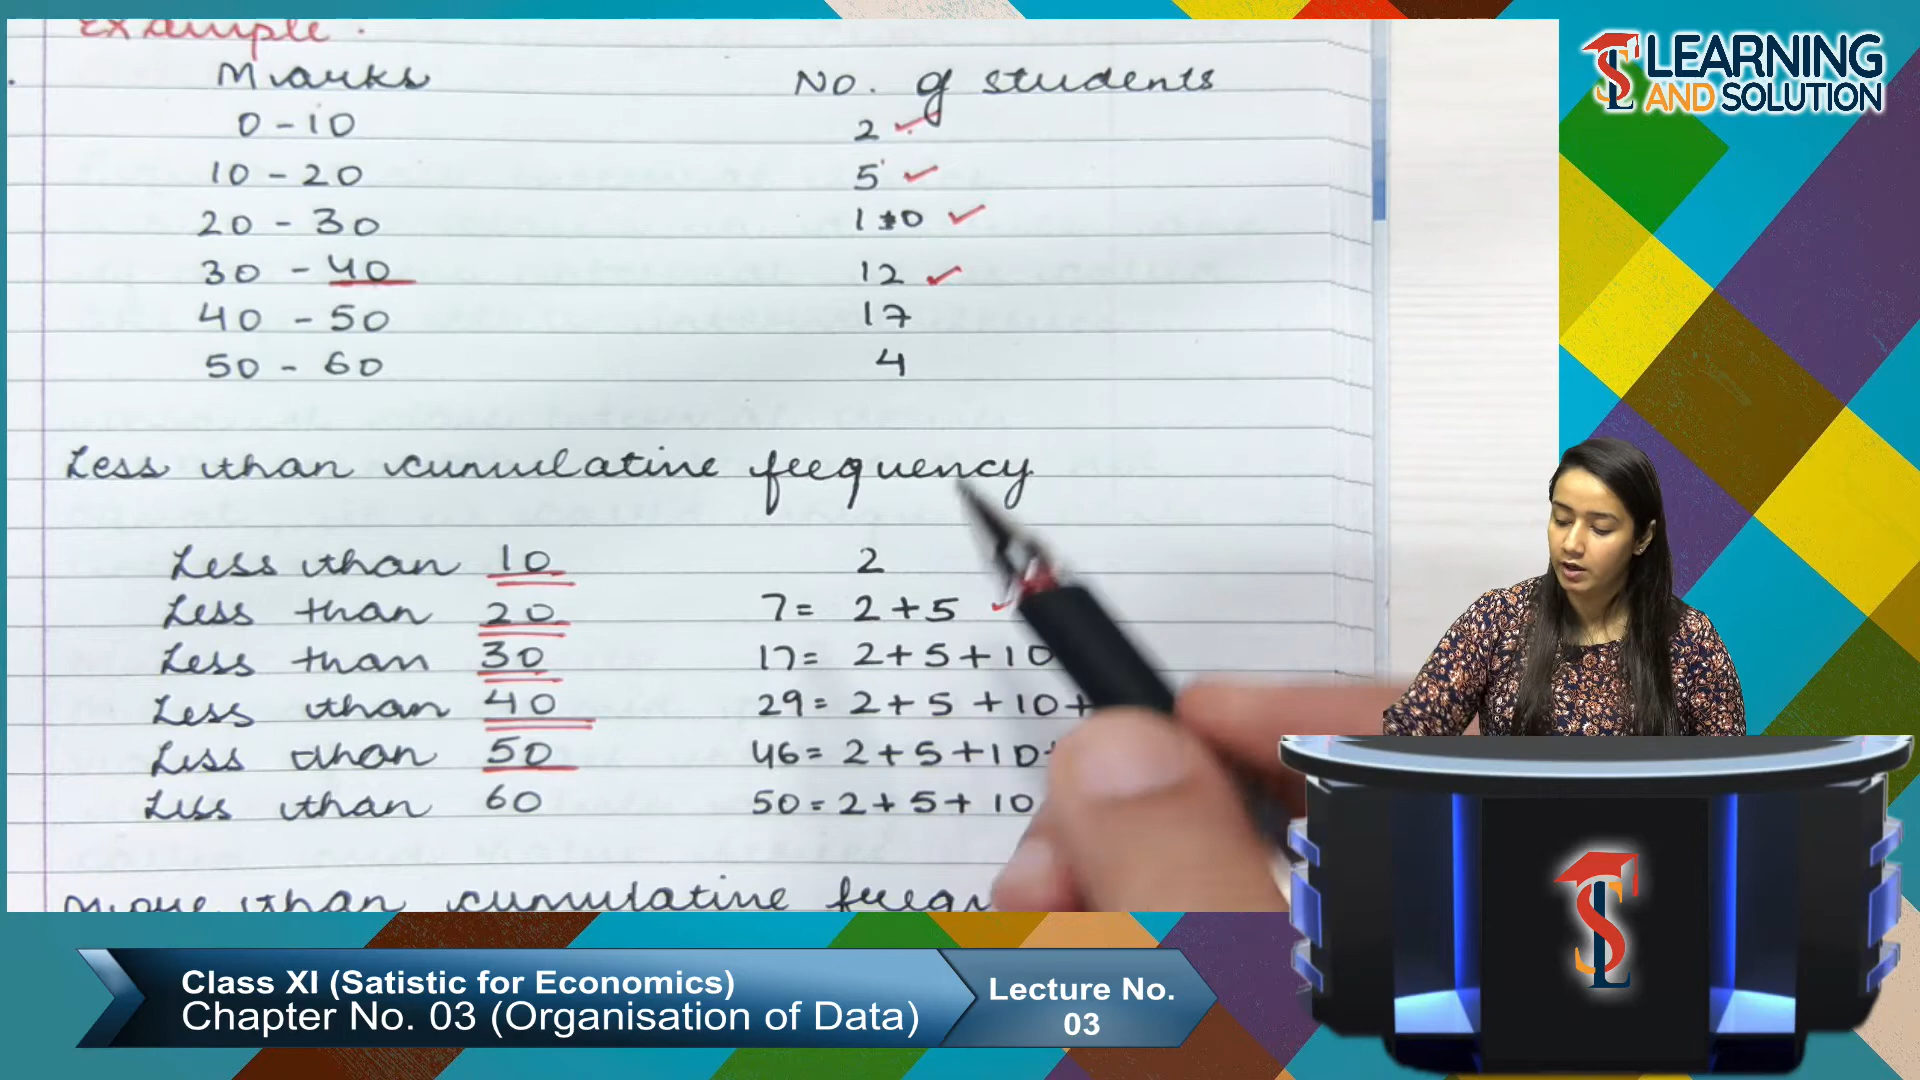 Example.
Marks No. of students
0-10 2
10-20 5
20-30 10
30-40 12
40-50 17
50-60 4
Less than cumulative frequency
Less than 10 2
Less than 20 7= 2+5
Less than 30 17= 2+5+10
Less than 40 29= 2+5+10+
Less than 50 46= 2+5+10+
Less than 60 50=2+5+10
More than cumulative
LEARNING
AND SOLUTION
Class XI (Satistic for Economics)
Chapter No. 03 (Organisation of Data)
Lecture No.
03